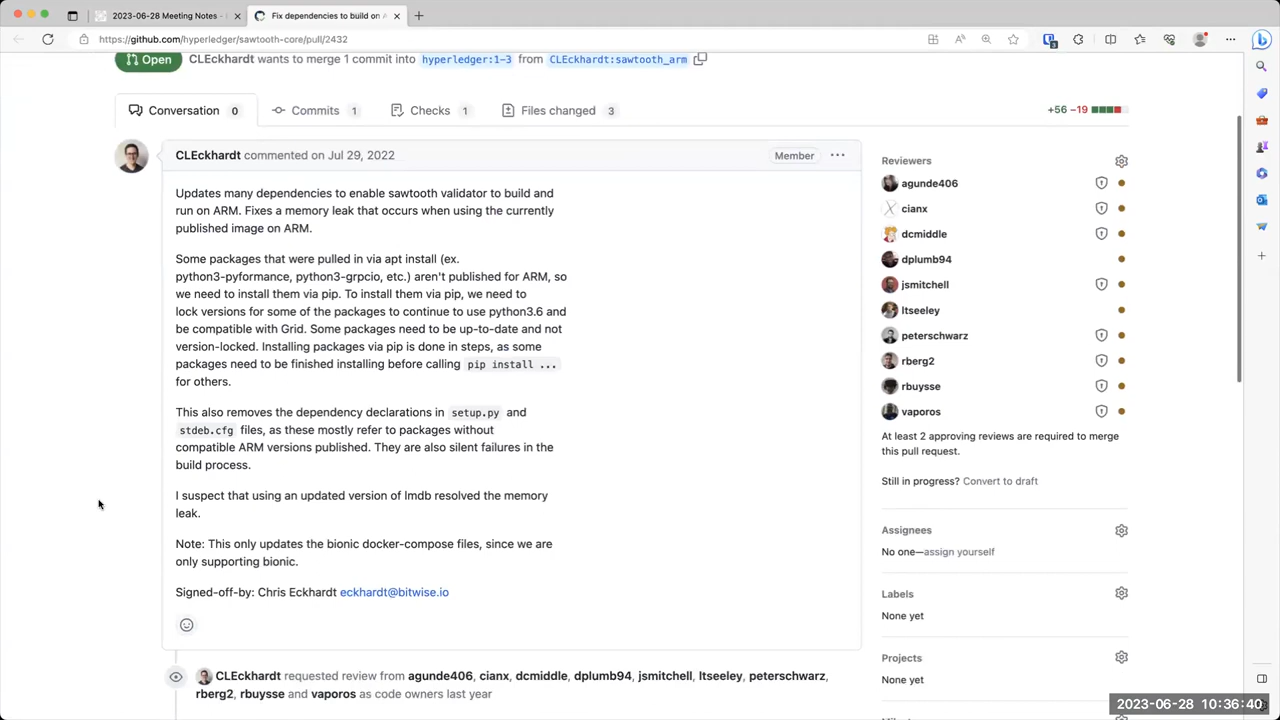 2023-06-28 Meeting Notes -
Fix dependencies to build on A
https://github.com/hyperledger/sawtooth-core/pull/2432
Open
CLEckhardt wants to merge 1 commit into hyperledger:1-3 from CLEckhardt:sawtooth_arm
Conversation 0
Commits 1
Checks 1
Files changed 3
+56 −19
CLEckhardt commented on Jul 29, 2022
Member
Updates many dependencies to enable sawtooth validator to build and
run on ARM. Fixes a memory leak that occurs when using the currently
published image on ARM.
Some packages that were pulled in via apt install (ex.
python3-pyformance, python3-grpcio, etc.) aren't published for ARM, so
we need to install them via pip. To install them via pip, we need to
lock versions for some of the packages to continue to use python3.6 and
be compatible with Grid. Some packages need to be up-to-date and not
version-locked. Installing packages via pip is done in steps, as some
packages need to be finished installing before calling pip install ...
for others.
This also removes the dependency declarations in setup.py and
stdeb.cfg files, as these mostly refer to packages without
compatible ARM versions published. They are also silent failures in the
build process.
I suspect that using an updated version of lmdb resolved the memory
leak.
Note: This only updates the bionic docker-compose files, since we are
only supporting bionic.
Signed-off-by: Chris Eckhardt eckhardt@bitwise.io
CLEckhardt requested review from agunde406, cianx, dcmiddle, dplumb94, jsmitchell, ltseeley, peterschwarz,
rberg2, rbuysse and vaporos as code owners last year
Reviewers
agunde406
cianx
dcmiddle
dplumb94
jsmitchell
ltseeley
peterschwarz
rberg2
rbuysse
vaporos
At least 2 approving reviews are required to merge
this pull request.
Still in progress? Convert to draft
Assignees
No one—assign yourself
Labels
None yet
Projects
None yet
2023-06-28 10:36:40